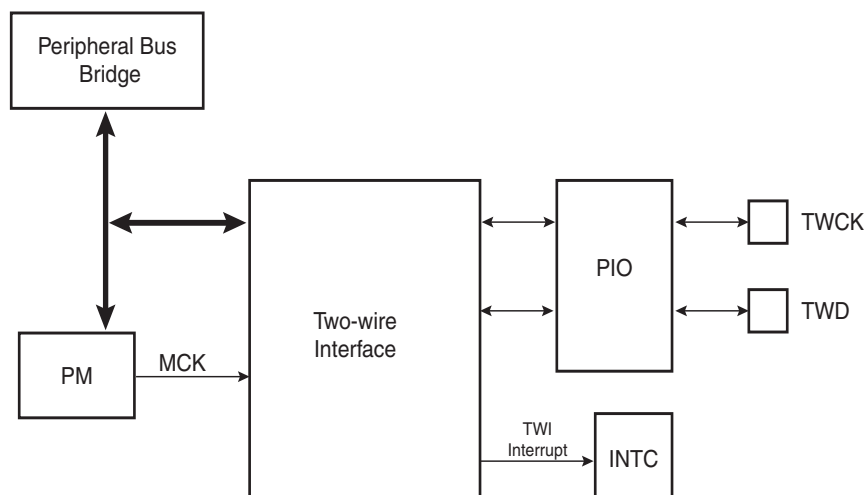 Peripheral Bus
Bridge
TWCK
PIO
Two-wire
Interface
TWD
PM
MCK
TWI
Interrupt
INTC